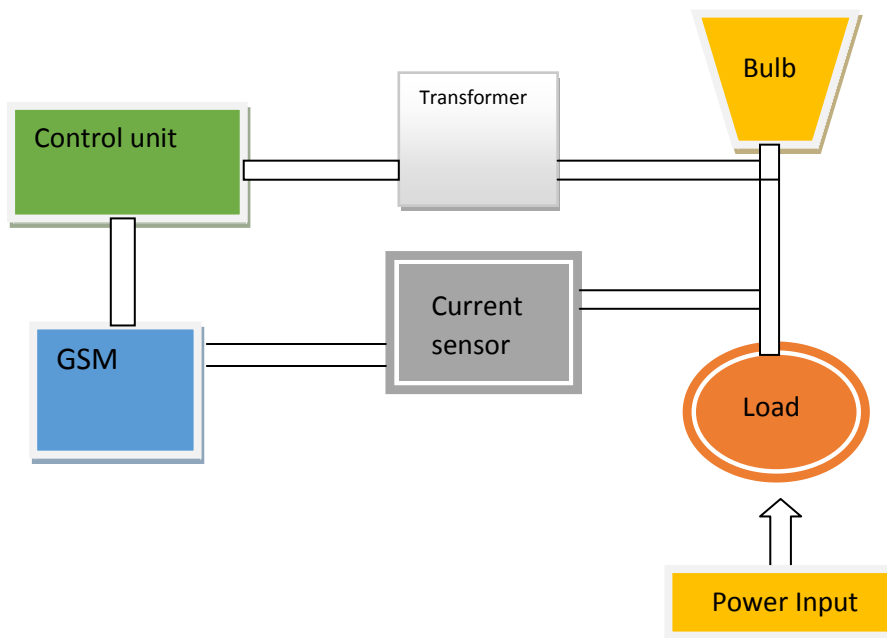 Bulb
Transformer
Control unit
Current
sensor
GSM
Load
Power Input